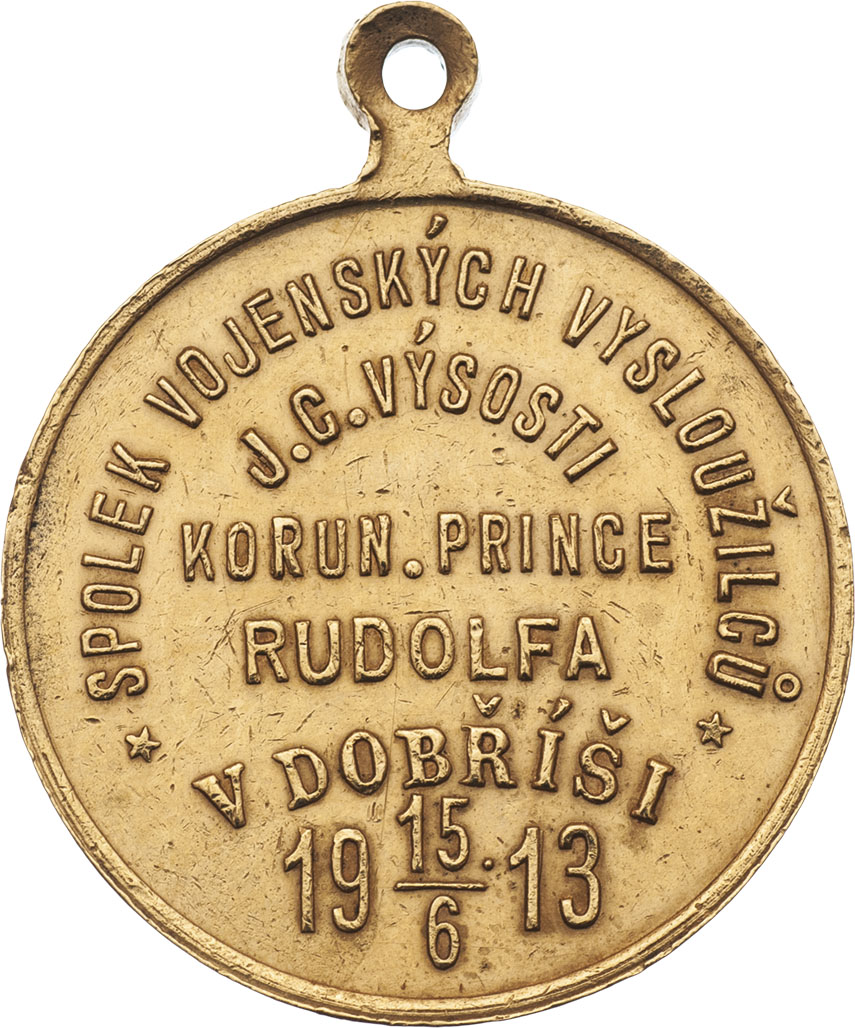 SPOLEK VOJENSKÝCH VYSLOUŽILCŮ
J.C.VÝSOSTI
KORUN.PRINCE
RUDOLFA
V DOBŘÍŠI
19 15/6.13